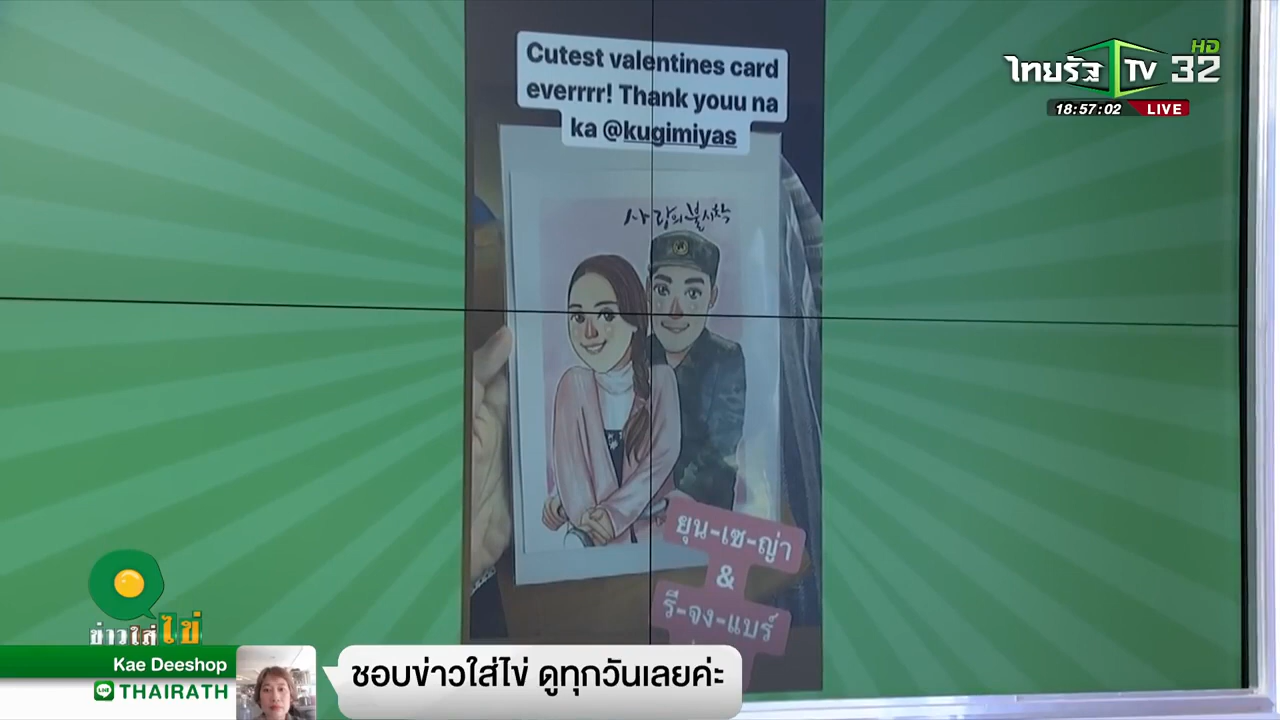 Cutest valentines card
everrrr! Thank youu na
ka @kugimiyas
ไทยรัฐ TV 32 HD
18:57:02 LIVE
사랑의 불시착
ยุน-เซ-ญ่า
&
รี-จง-แบร์
ข่าวใส่ไข่
Kae Deeshop
LINE THAIRATH
ชอบข่าวใส่ไข่ ดูทุกวันเลยค่ะ